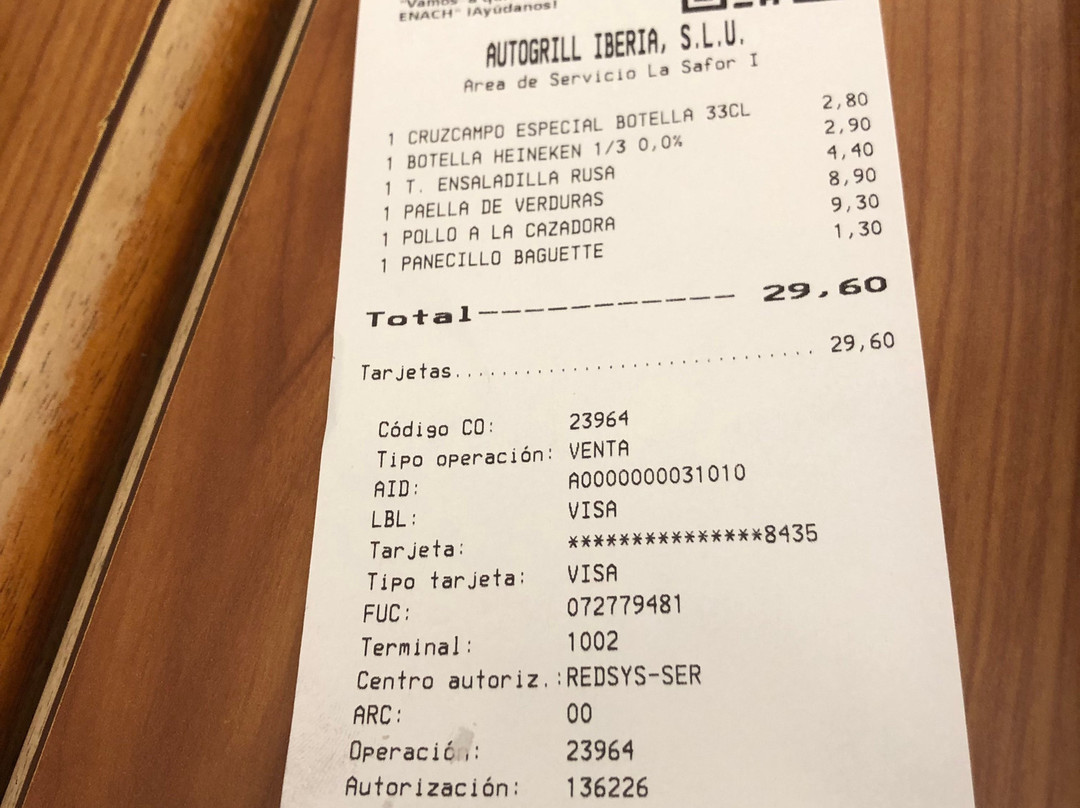 "Vamos a
ENACH" ¡Ayúdanos!
AUTOGRILL IBERIA, S.L.U.
Area de Servicio La Safor I
1 CRUZCAMPO ESPECIAL BOTELLA 33CL 2,80
1 BOTELLA HEINEKEN 1/3 0,0% 2,90
1 T. ENSALADILLA RUSA 4,40
1 PAELLA DE VERDURAS 8,90
1 POLLO A LA CAZADORA 9,30
1 PANECILLO BAGUETTE 1,30
Total----------- 29,60
Tarjetas................................ 29,60
Código CO: 23964
Tipo operación: VENTA
AID: A0000000031010
LBL: VISA
Tarjeta: ***************8435
Tipo tarjeta: VISA
FUC: 072779481
Terminal: 1002
Centro autoriz.:REDSYS-SER
ARC: 00
Operación: 23964
Autorización: 136226